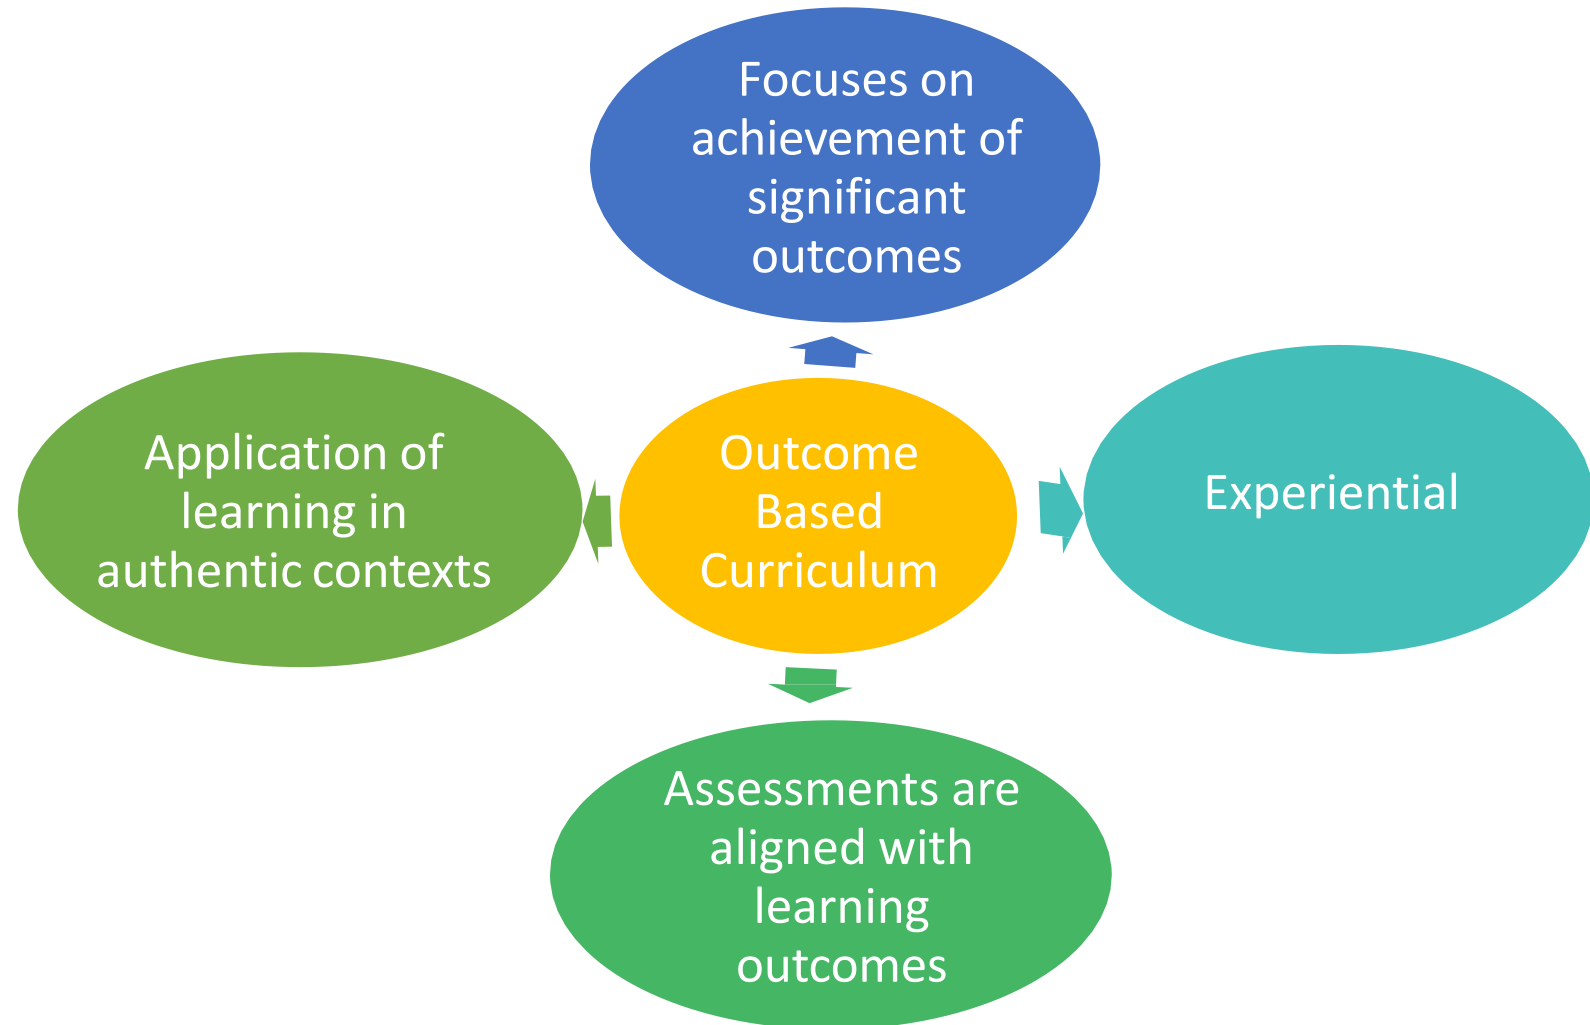 Focuses on
achievement of
significant
outcomes
Application of
learning in
authentic contexts
Outcome
Based
Curriculum
Experiential
Assessments are
aligned with
learning
outcomes